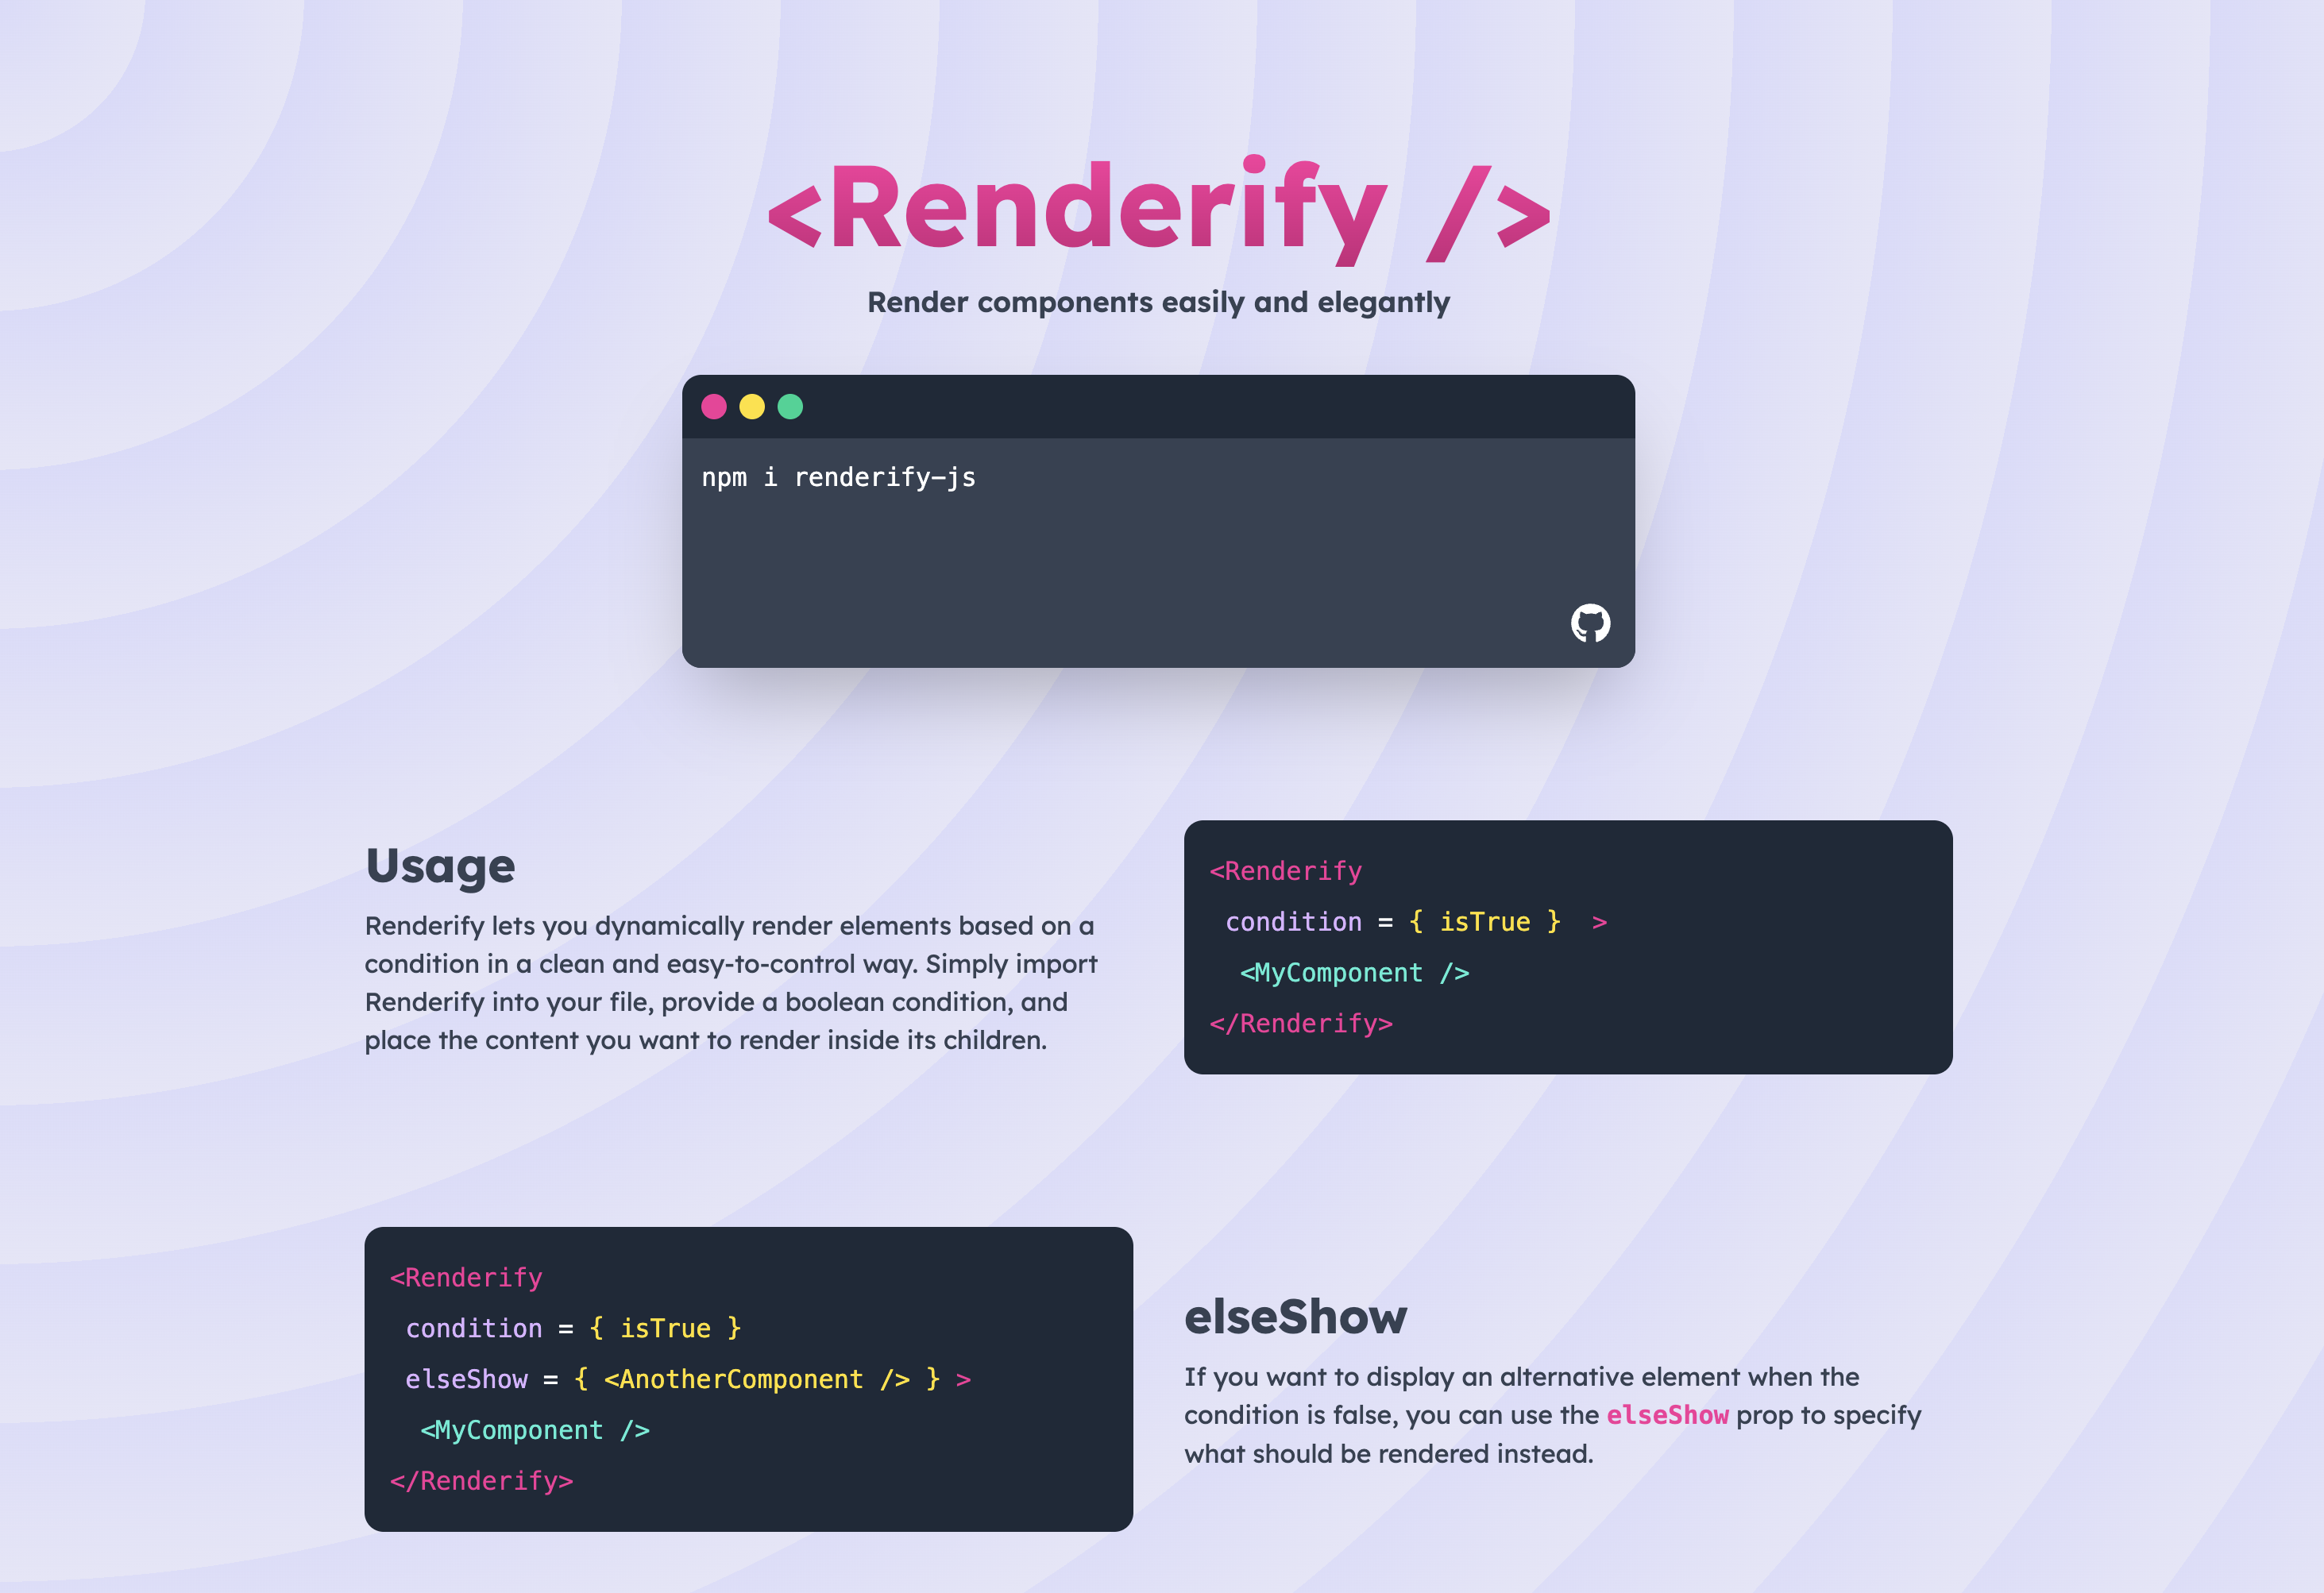 <Renderify />
Render components easily and elegantly
npm i renderify-js
Usage
Renderify lets you dynamically render elements based on a
condition in a clean and easy-to-control way. Simply import
Renderify into your file, provide a boolean condition, and
place the content you want to render inside its children.
<Renderify
condition = { isTrue }  >
<MyComponent />
</Renderify>
<Renderify
condition = { isTrue }
elseShow = { <AnotherComponent /> } >
<MyComponent />
</Renderify>
elseShow
If you want to display an alternative element when the
condition is false, you can use the elseShow prop to specify
what should be rendered instead.